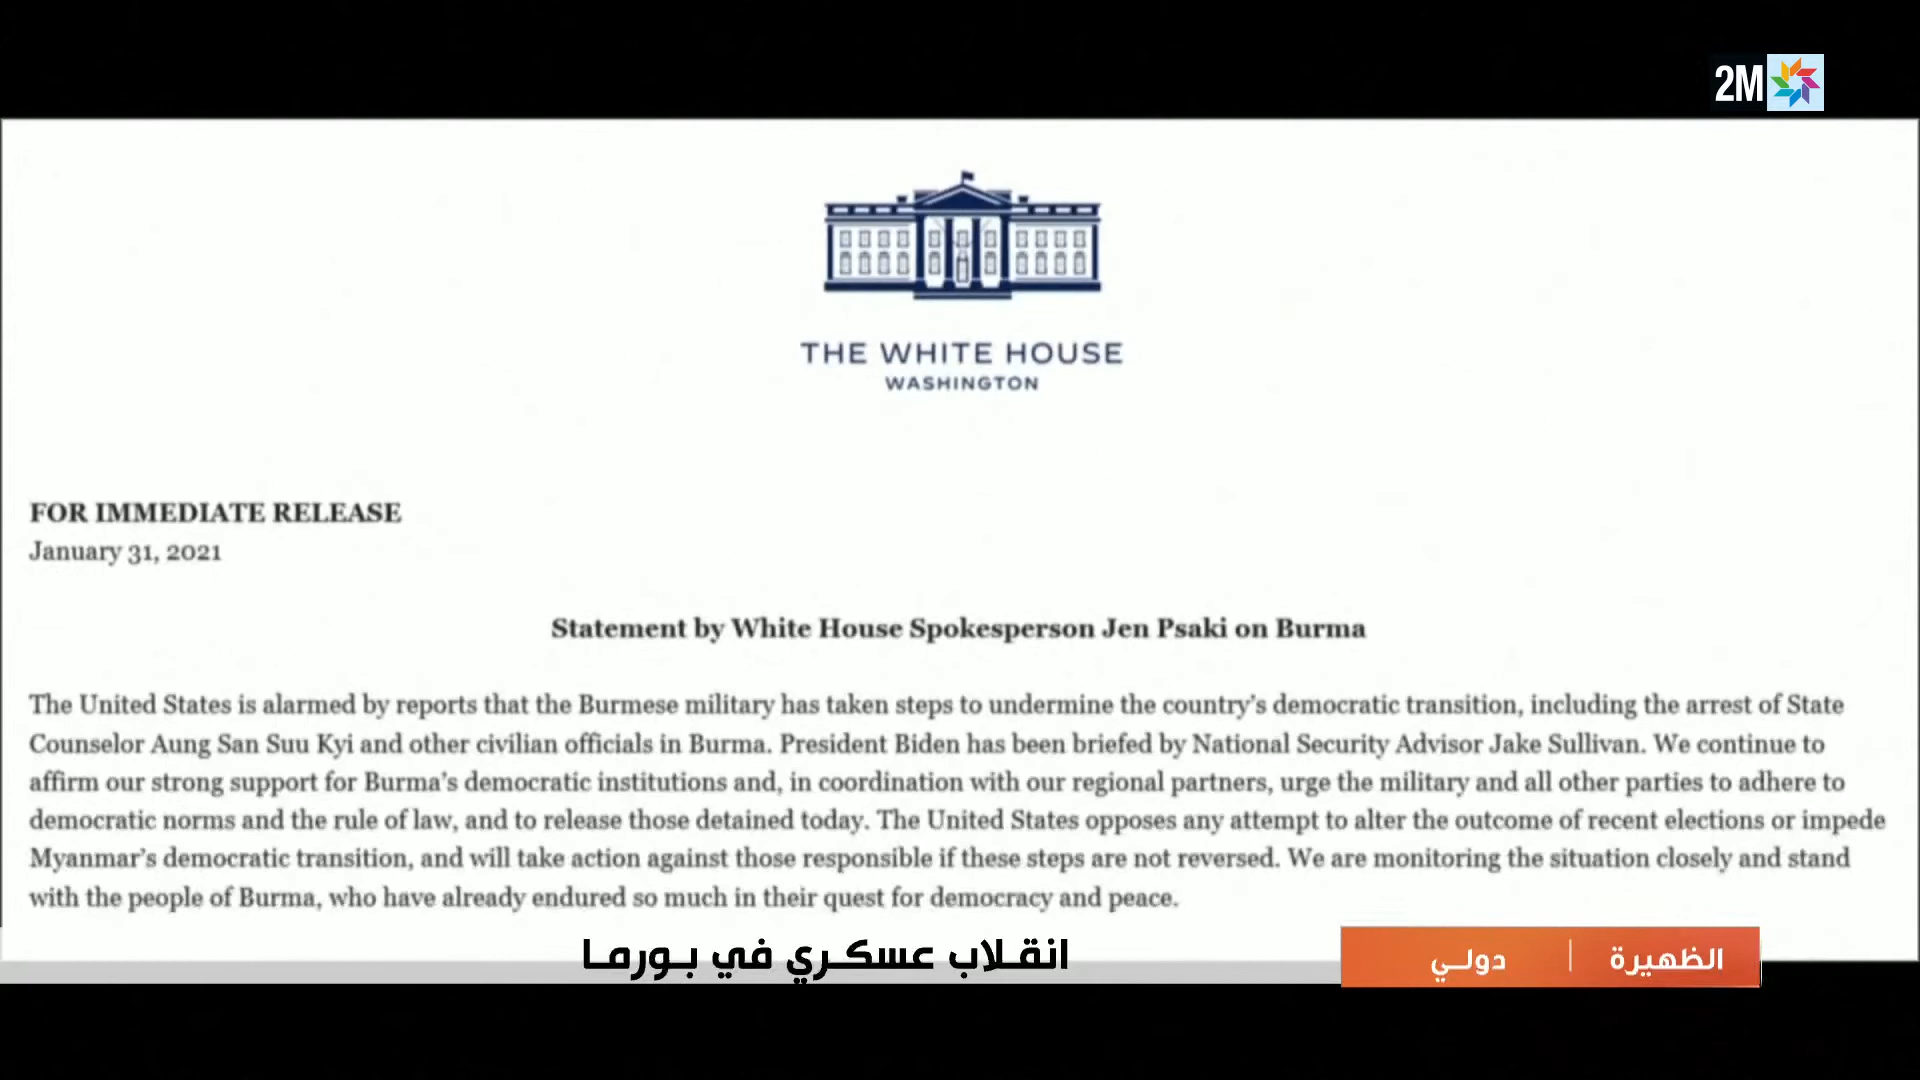 2M
THE WHITE HOUSE
WASHINGTON
FOR IMMEDIATE RELEASE
January 31, 2021
Statement by White House Spokesperson Jen Psaki on Burma
The United States is alarmed by reports that the Burmese military has taken steps to undermine the country’s democratic transition, including the arrest of State
Counselor Aung San Suu Kyi and other civilian officials in Burma. President Biden has been briefed by National Security Advisor Jake Sullivan. We continue to
affirm our strong support for Burma’s democratic institutions and, in coordination with our regional partners, urge the military and all other parties to adhere to
democratic norms and the rule of law, and to release those detained today. The United States opposes any attempt to alter the outcome of recent elections or impede
Myanmar’s democratic transition, and will take action against those responsible if these steps are not reversed. We are monitoring the situation closely and stand
with the people of Burma, who have already endured so much in their quest for democracy and peace.
الظهيرة | دولي
انقلاب عسكري في بورما